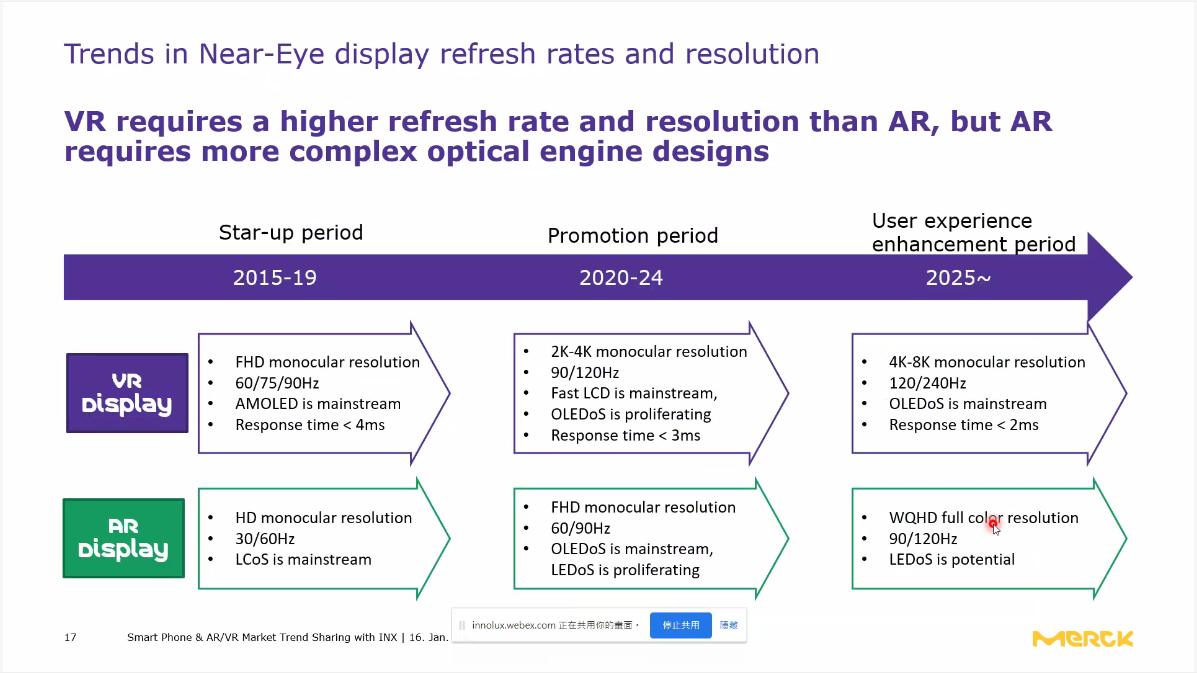 Trends in Near-Eye display refresh rates and resolution
VR requires a higher refresh rate and resolution than AR, but AR
requires more complex optical engine designs
Star-up period
Promotion period
User experience
enhancement period
2015-19
2020-24
2025~
VR
Display
• FHD monocular resolution
• 60/75/90Hz
• AMOLED is mainstream
• Response time < 4ms
• 2K-4K monocular resolution
• 90/120Hz
• Fast LCD is mainstream,
• OLEDoS is proliferating
• Response time < 3ms
• 4K-8K monocular resolution
• 120/240Hz
• OLEDoS is mainstream
• Response time < 2ms
AR
Display
• HD monocular resolution
• 30/60Hz
• LCoS is mainstream
• FHD monocular resolution
• 60/90Hz
• OLEDoS is mainstream,
LEDoS is proliferating
• WQHD full color resolution
• 90/120Hz
• LEDoS is potential
17
Smart Phone & AR/VR Market Trend Sharing with INX | 16. Jan.
innolux.webex.com 正在共用你的畫面。
停止共用
隱藏
MERCK